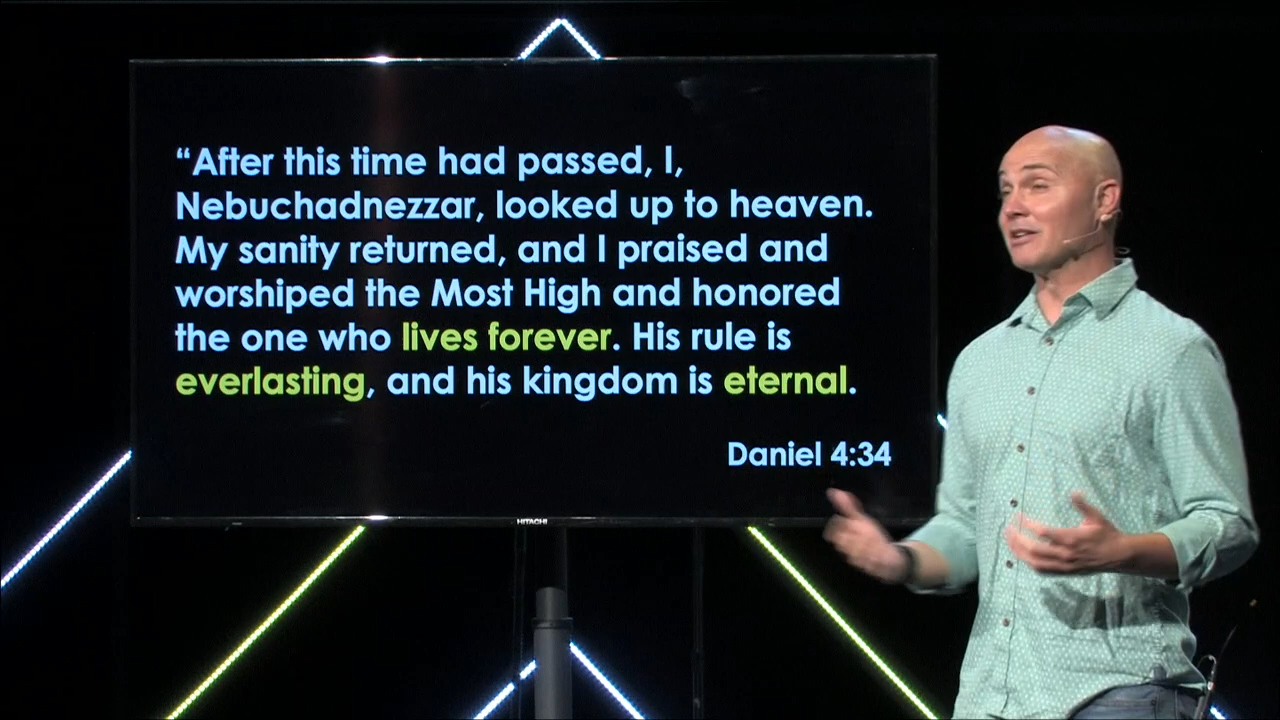 “After this time had passed, I,
Nebuchadnezzar, looked up to heaven.
My sanity returned, and I praised and
worshiped the Most High and honored
the one who lives forever. His rule is
everlasting, and his kingdom is eternal.
Daniel 4:34
HITACHI